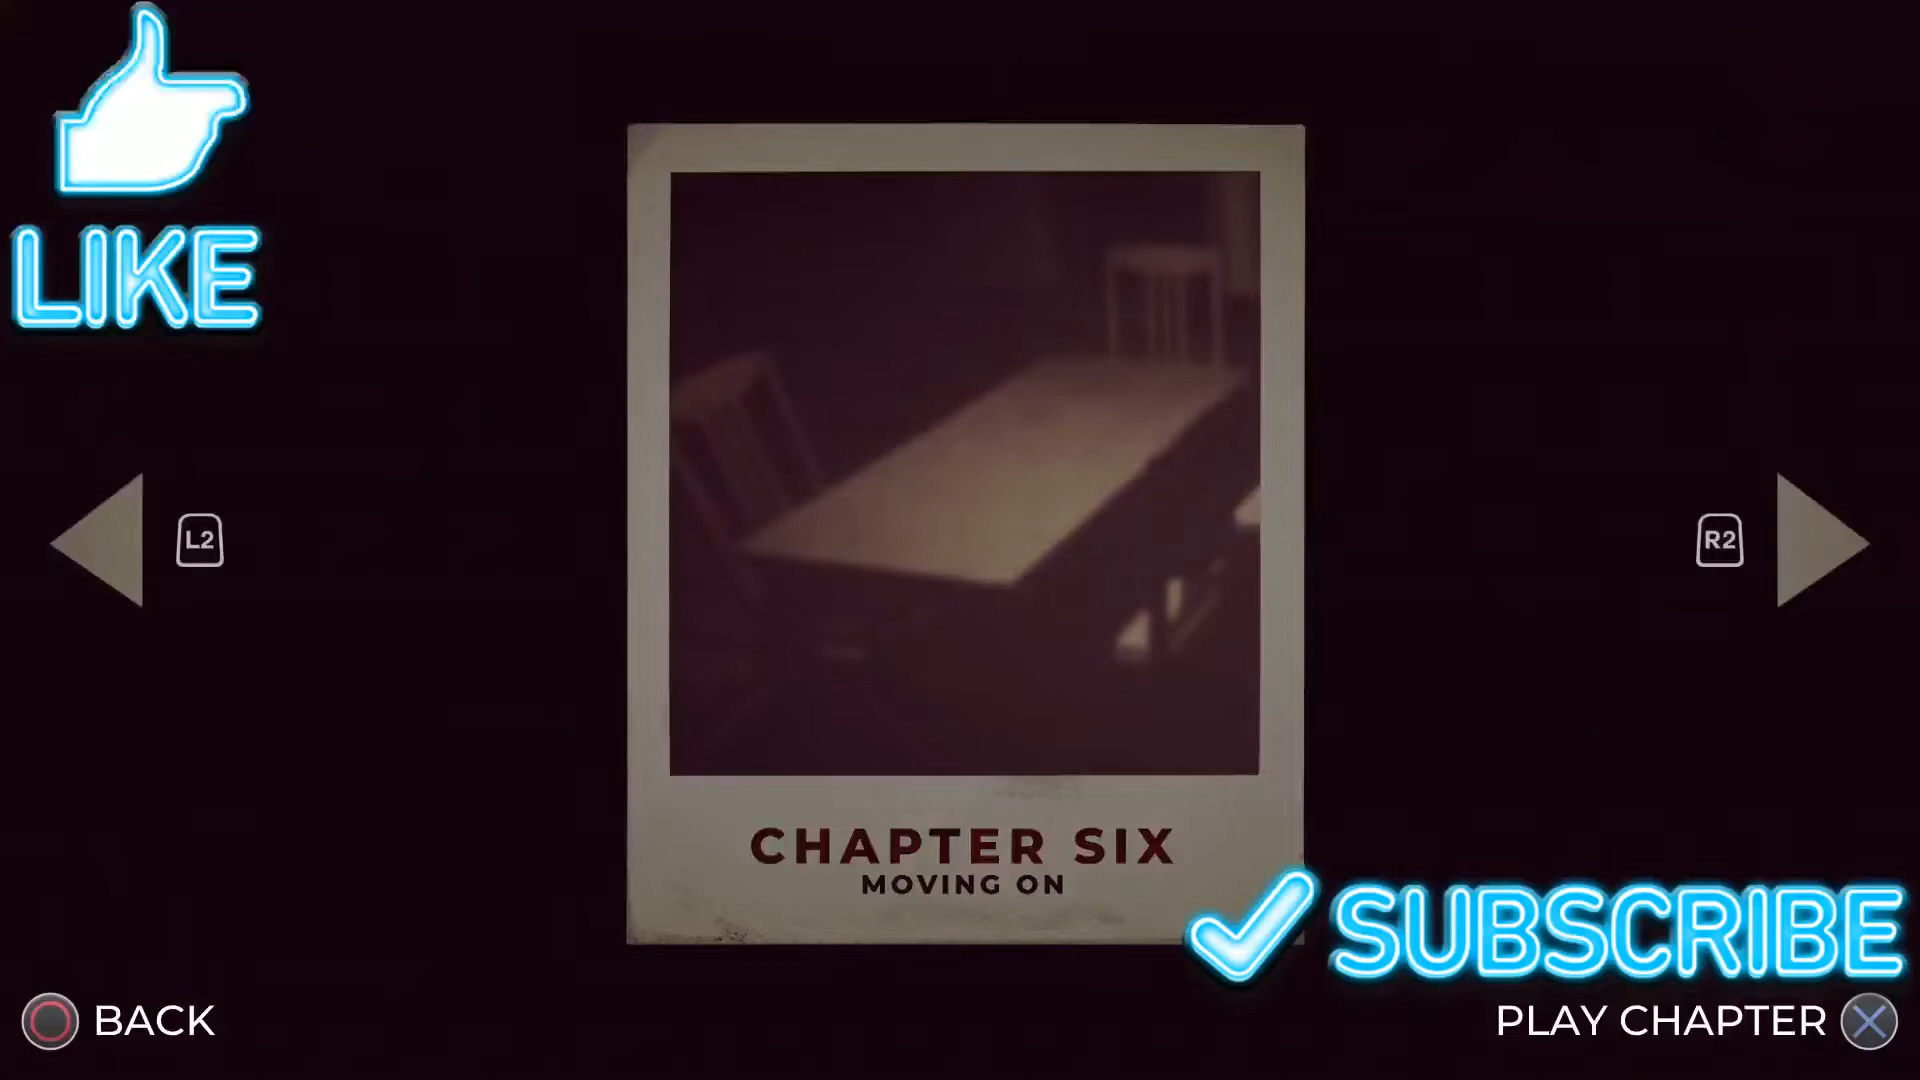 LIKE
L2
R2
CHAPTER SIX
MOVING ON
SUBSCRIBE
BACK
PLAY CHAPTER